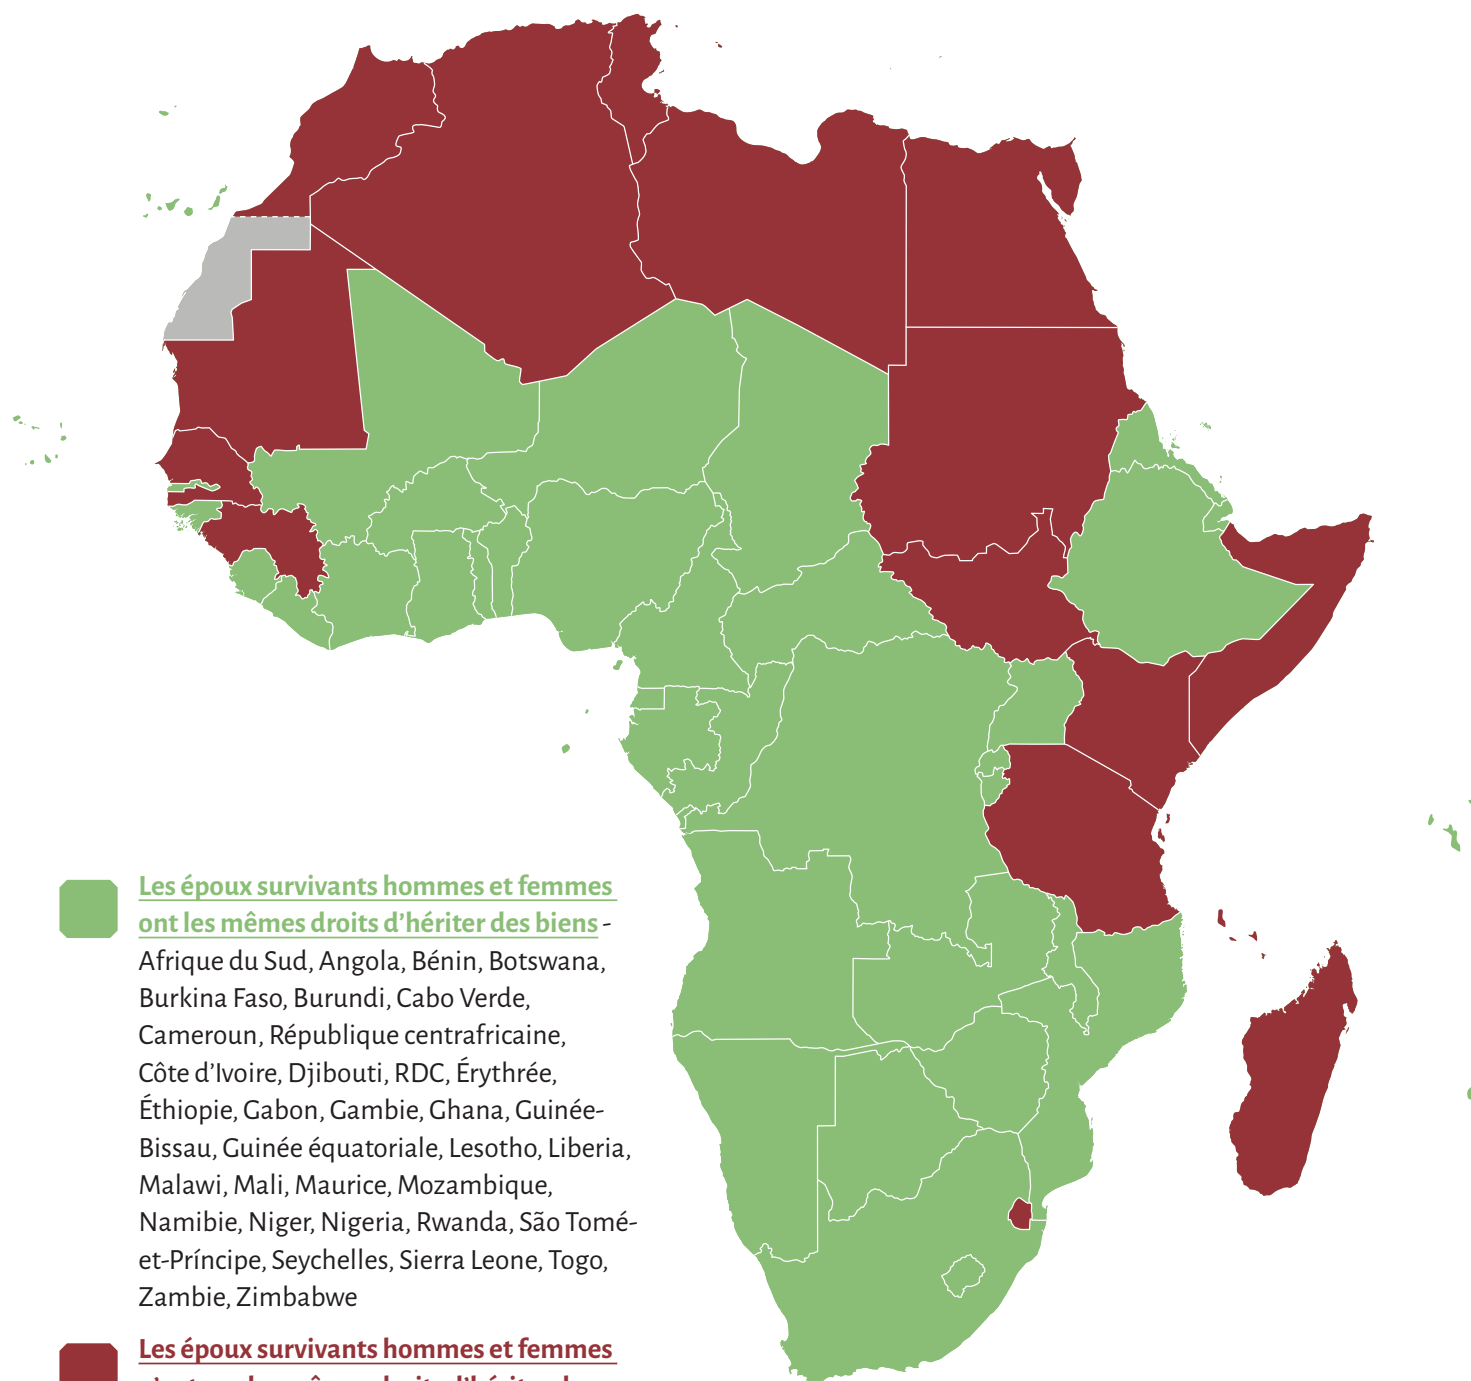 Les époux survivants hommes et femmes
ont les mêmes droits d’hériter des biens -
Afrique du Sud, Angola, Bénin, Botswana,
Burkina Faso, Burundi, Cabo Verde,
Cameroun, République centrafricaine,
Côte d’Ivoire, Djibouti, RDC, Érythrée,
Éthiopie, Gabon, Gambie, Ghana, Guinée-
Bissau, Guinée équatoriale, Lesotho, Liberia,
Malawi, Mali, Maurice, Mozambique,
Namibie, Niger, Nigeria, Rwanda, São Tomé-
et-Príncipe, Seychelles, Sierra Leone, Togo,
Zambie, Zimbabwe
Les époux survivants hommes et femmes